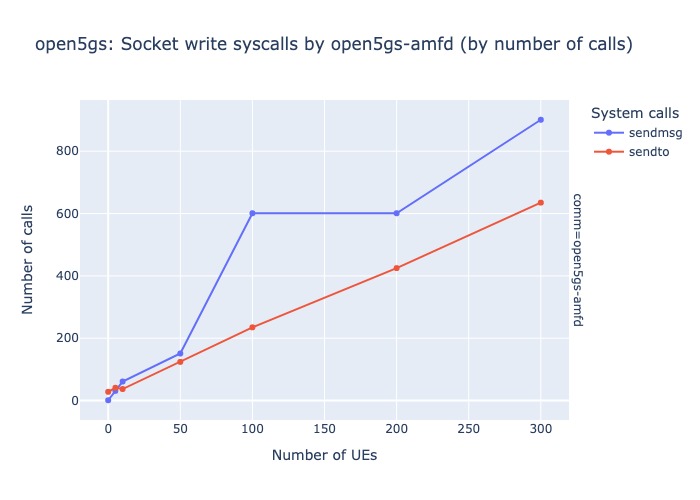 open5gs: Socket write syscalls by open5gs-amfd (by number of calls)
System calls
sendmsg
sendto
Number of calls
800
600
400
200
0
comm=open5gs-amfd
0 50 100 150 200 250 300
Number of UEs